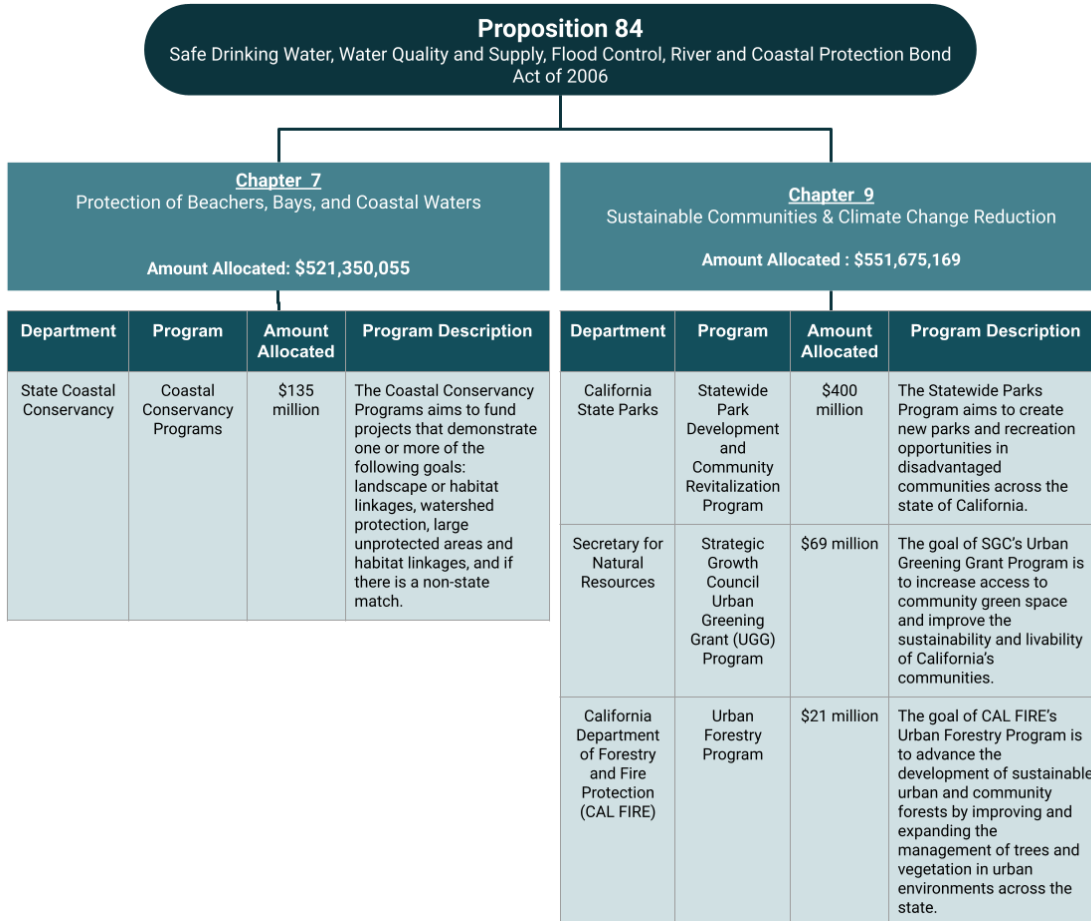 Proposition 84
Safe Drinking Water, Water Quality and Supply, Flood Control, River and Coastal Protection Bond
Act of 2006
Chapter 7
Protection of Beachers, Bays, and Coastal Waters
Amount Allocated: $521,350,055
Department
Program
Amount
Allocated
Program Description
State Coastal
Conservancy
Coastal
Conservancy
Programs
$135
million
The Coastal Conservancy
Programs aims to fund
projects that demonstrate
one or more of the
following goals:
landscape or habitat
linkages, watershed
protection, large
unprotected areas and
habitat linkages, and if
there is a non-state
match.
Chapter 9
Sustainable Communities & Climate Change Reduction
Amount Allocated : $551,675,169
Department
Program
Amount
Allocated
Program Description
California
State Parks
Statewide
Park
Development
and
Community
Revitalization
Program
$400
million
The Statewide Parks
Program aims to create
new parks and recreation
opportunities in
disadvantaged
communities across the
state of California.
Secretary for
Natural
Resources
Strategic
Growth
Council
Urban
Greening
Grant (UGG)
Program
$69 million
The goal of SGC's Urban
Greening Grant Program is
to increase access to
community green space
and improve the
sustainability and livability
of California's
communities.
California
Department
of Forestry
and Fire
Protection
(CAL FIRE)
Urban
Forestry
Program
$21 million
The goal of CAL FIRE's
Urban Forestry Program is
to advance the
development of sustainable
urban and community
forests by improving and
expanding the
management of trees and
vegetation in urban
environments across the
state.